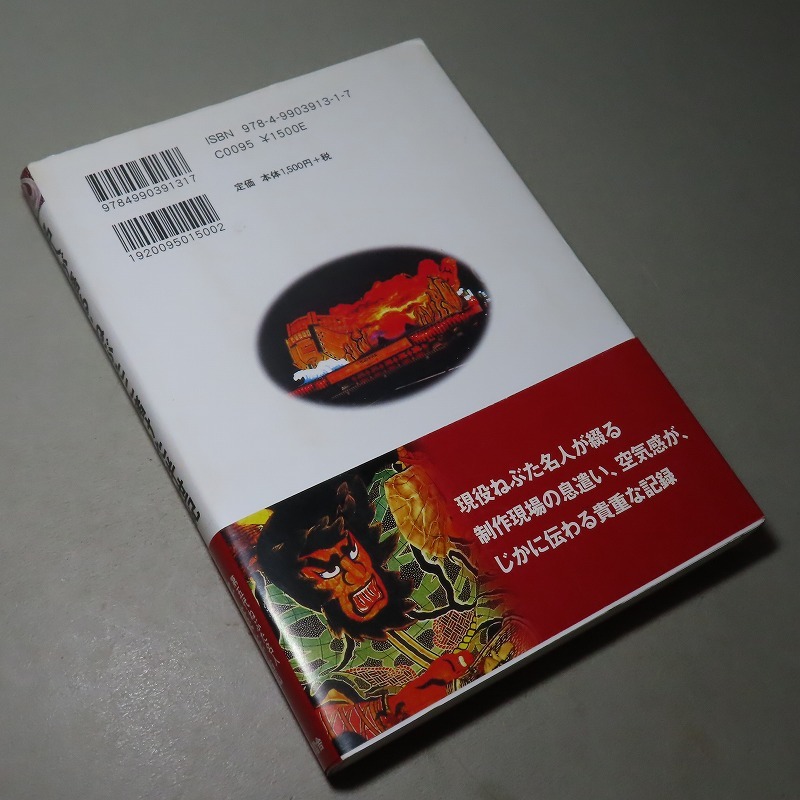 ISBN 978-4-9903913-1-7
C0095 ¥1500E
定価 本体1,500円+税
9784990391317
1920095015002
現役ねぶた名人が綴る
制作現場の息遣い、空気感が、
じかに伝わる貴重な記録